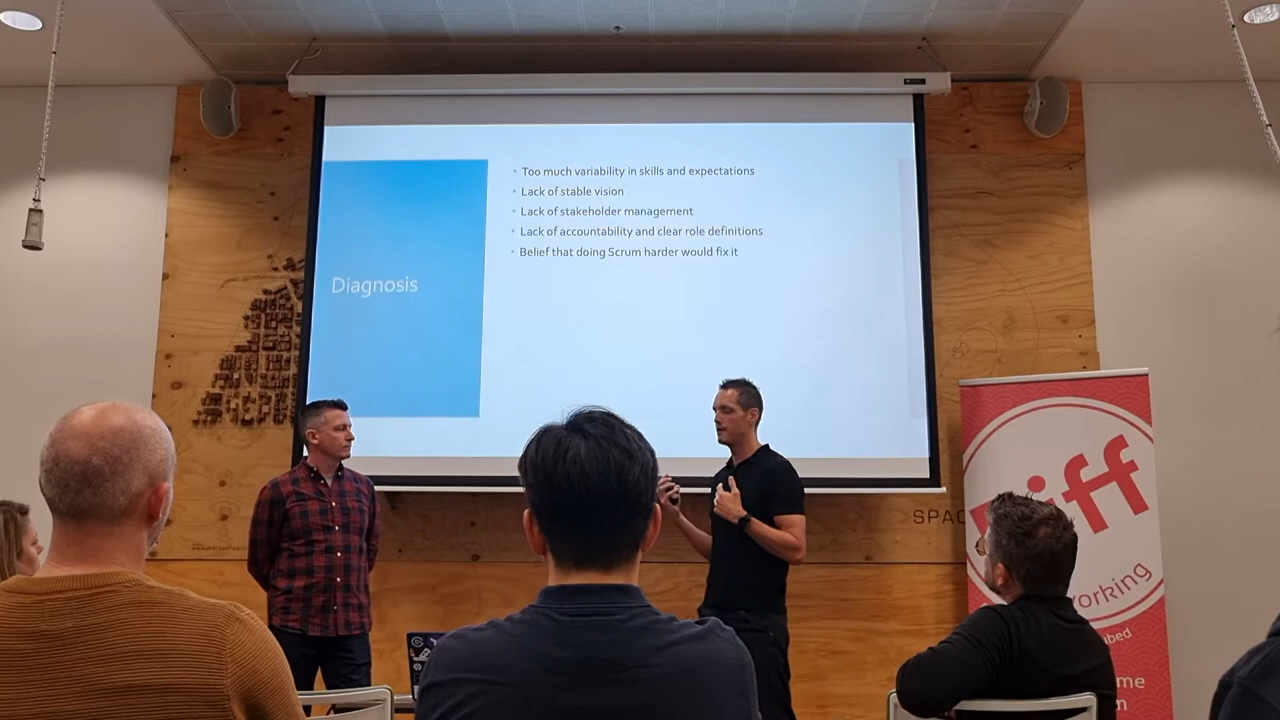 Diagnosis
• Too much variability in skills and expectations
• Lack of stable vision
• Lack of stakeholder management
• Lack of accountability and clear role definitions
• Belief that doing Scrum harder would fix it
SPAC
iff
working
me